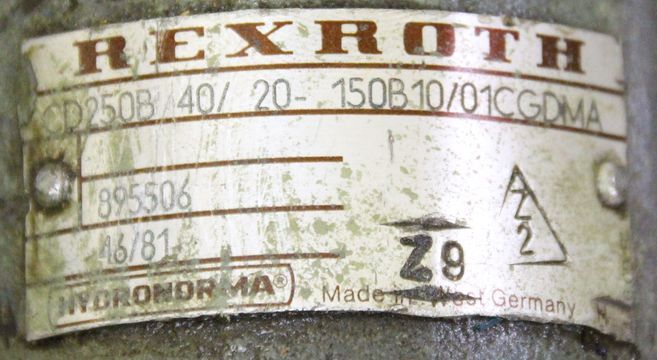 REXROTH
CD250B 40/ 20- 150B10/01CGDMA
895506
46/81
Z9
Z
2
HYDRONORMA®
Made in West Germany